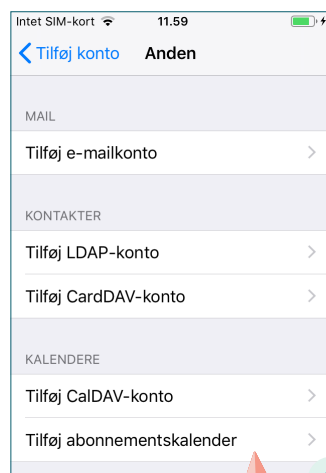 Intet SIM-kort 11.59
Tilføj konto Anden
MAIL
Tilføj e-mailkonto
KONTAKTER
Tilføj LDAP-konto
Tilføj CardDAV-konto
KALENDERE
Tilføj CalDAV-konto
Tilføj abonnementskalender